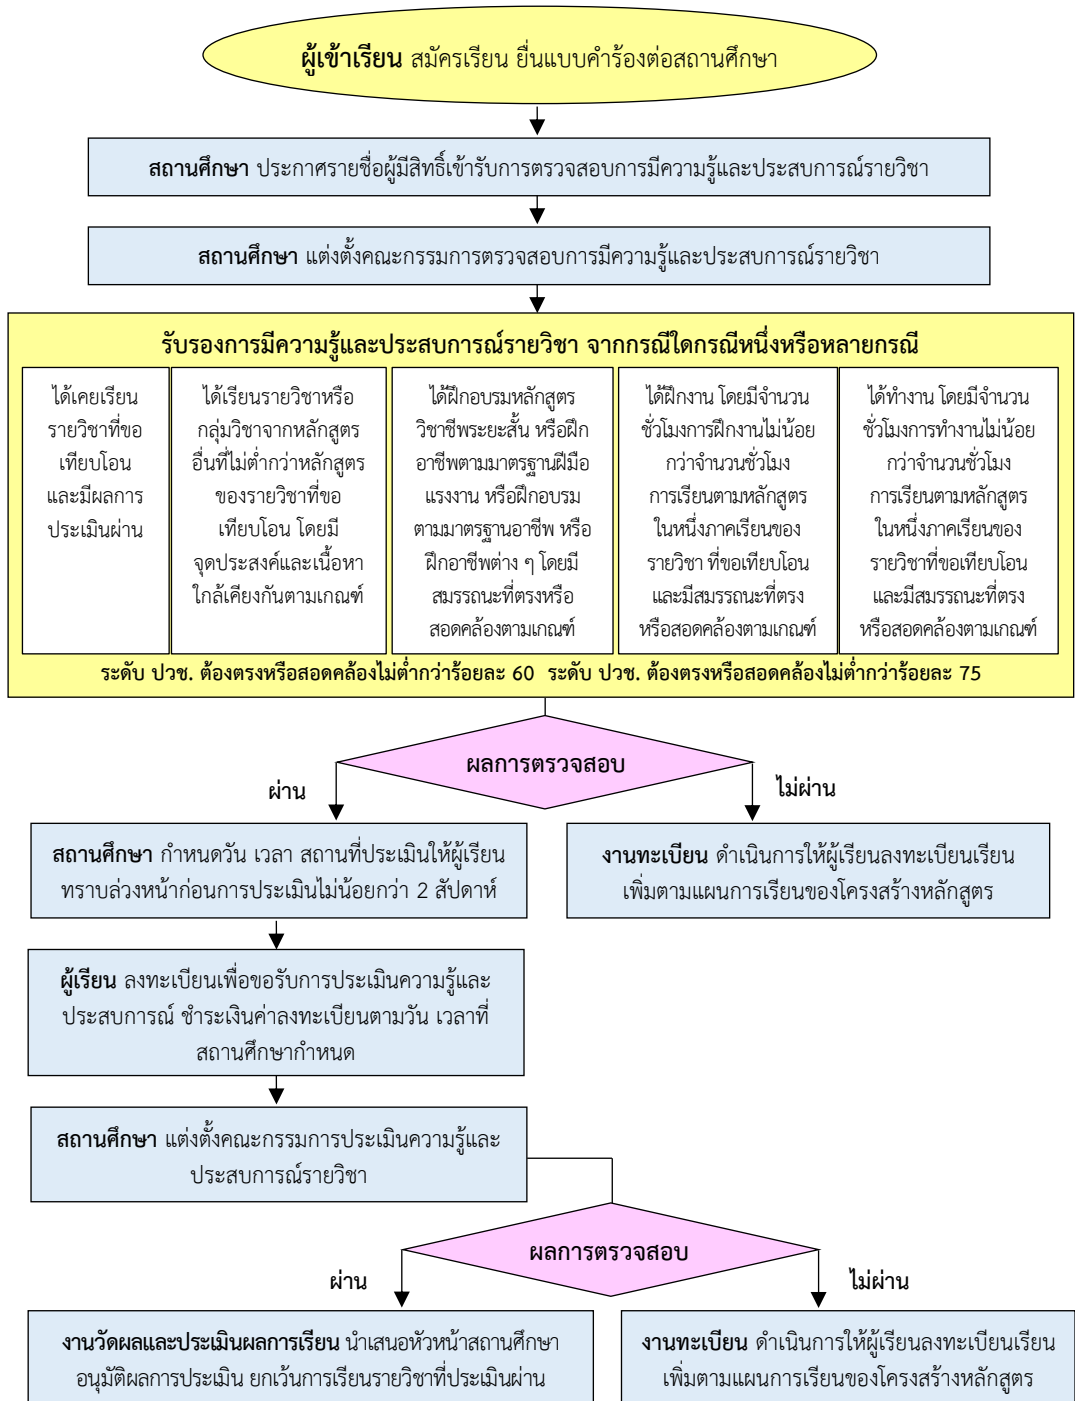 ผู้เข้าเรียน สมัครเรียน ยื่นแบบคำร้องต่อสถานศึกษา
สถานศึกษา ประกาศรายชื่อผู้มีสิทธิ์เข้ารับการตรวจสอบการมีความรู้และประสบการณ์รายวิชา
สถานศึกษา แต่งตั้งคณะกรรมการตรวจสอบการมีความรู้และประสบการณ์รายวิชา
รับรองการมีความรู้และประสบการณ์รายวิชา จากกรณีใดกรณีหนึ่งหรือหลายกรณี
ได้เคยเรียน
รายวิชาที่ขอ
เทียบโอน
และมีผลการ
ประเมินผ่าน
ได้เรียนรายวิชาหรือ
กลุ่มวิชาจากหลักสูตร
อื่นที่ไม่ต่ำกว่าหลักสูตร
ของรายวิชาที่ขอ
เทียบโอน โดยมี
จุดประสงค์และเนื้อหา
ใกล้เคียงกันตามเกณฑ์
ได้ฝึกอบรมหลักสูตร
วิชาชีพระยะสั้น หรือฝึก
อาชีพตามมาตรฐานฝีมือ
แรงงาน หรือฝึกอบรม
ตามมาตรฐานอาชีพ หรือ
ฝึกอาชีพต่าง ๆ โดยมี
สมรรถนะที่ตรงหรือ
สอดคล้องตามเกณฑ์
ได้ฝึกงาน โดยมีจำนวน
ชั่วโมงการฝึกงานไม่น้อย
กว่าจำนวนชั่วโมง
การเรียนตามหลักสูตร
ในหนึ่งภาคเรียนของ
รายวิชา ที่ขอเทียบโอน
และมีสมรรถนะที่ตรง
หรือสอดคล้องตามเกณฑ์
ได้ทำงาน โดยมีจำนวน
ชั่วโมงการทำงานไม่น้อย
กว่าจำนวนชั่วโมง
การเรียนตามหลักสูตร
ในหนึ่งภาคเรียนของ
รายวิชาที่ขอเทียบโอน
และมีสมรรถนะที่ตรง
หรือสอดคล้องตามเกณฑ์
ระดับ ปวช. ต้องตรงหรือสอดคล้องไม่ต่ำกว่าร้อยละ 60 ระดับ ปวช. ต้องตรงหรือสอดคล้องไม่ต่ำกว่าร้อยละ 75
ผลการตรวจสอบ
ผ่าน
ไม่ผ่าน
สถานศึกษา กำหนดวัน เวลา สถานที่ประเมินให้ผู้เรียน
ทราบล่วงหน้าก่อนการประเมินไม่น้อยกว่า 2 สัปดาห์
งานทะเบียน ดำเนินการให้ผู้เรียนลงทะเบียนเรียน
เพิ่มตามแผนการเรียนของโครงสร้างหลักสูตร
ผู้เรียน ลงทะเบียนเพื่อขอรับการประเมินความรู้และ
ประสบการณ์ ชำระเงินค่าลงทะเบียนตามวัน เวลาที่
สถานศึกษากำหนด
สถานศึกษา แต่งตั้งคณะกรรมการประเมินความรู้และ
ประสบการณ์รายวิชา
ผลการตรวจสอบ
ผ่าน
ไม่ผ่าน
งานวัดผลและประเมินผลการเรียน นำเสนอหัวหน้าสถานศึกษา
อนุมัติผลการประเมิน ยกเว้นการเรียนรายวิชาที่ประเมินผ่าน
งานทะเบียน ดำเนินการให้ผู้เรียนลงทะเบียนเรียน
เพิ่มตามแผนการเรียนของโครงสร้างหลักสูตร